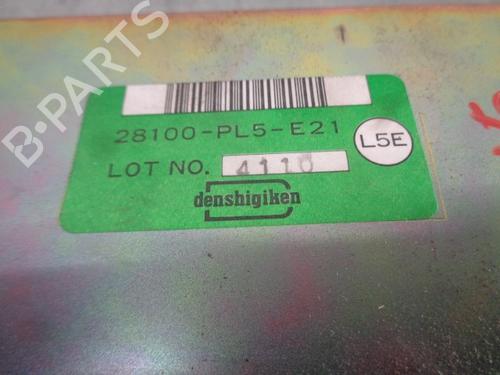 28100-PL5-E21
L5E
LOT NO. 4110
denshigiken
B-PARTS